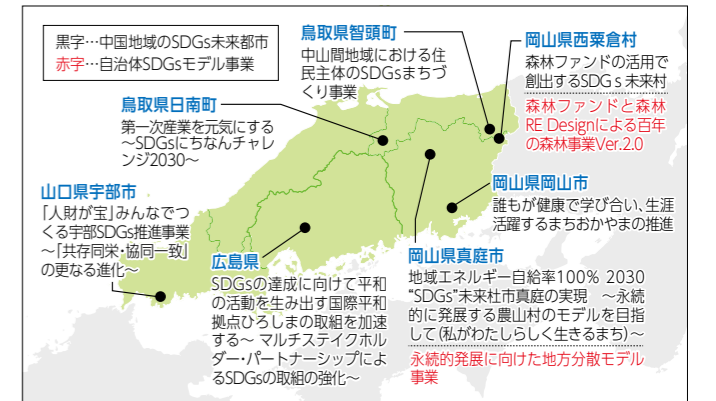 黒字…中国地域のSDGs未来都市
赤字…自治体SDGsモデル事業
鳥取県智頭町
中山間地域における住
民主体のSDGsまちづ
くり事業
岡山県西粟倉村
森林ファンドの活用で
創出するSDGｓ未来村
森林ファンドと森林
RE Designによる百年
の森林事業Ver.2.0
鳥取県日南町
第一次産業を元気にする
～SDGsにちなんチャレ
ンジ2030～
岡山県岡山市
誰もが健康で学び合い、生涯
活躍するまちおかやまの推進
山口県宇部市
「人財が宝」みんなでつ
くる宇部SDGs推進事業
～「共存同栄・協同一致」
の更なる進化～
広島県
SDGsの達成に向けて平和
の活動を生み出す国際平和
拠点ひろしまの取組を加速
する～ マルチステイクホル
ダー・パートナーシップによ
るSDGsの取組の強化～
岡山県真庭市
地域エネルギー自給率100% 2030
“SDGs”未来杜市真庭の実現　～永続
的に発展する農山村のモデルを目指
して(私がわたしらしく生きるまち)～
永続的発展に向けた地方分散モデル
事業